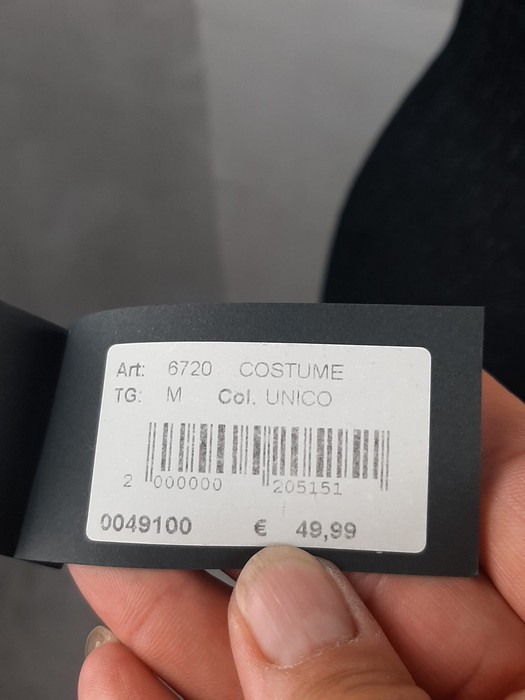 Art: 6720 COSTUME
TG: M Col. UNICO
2 000000 205151
0049100 € 49,99